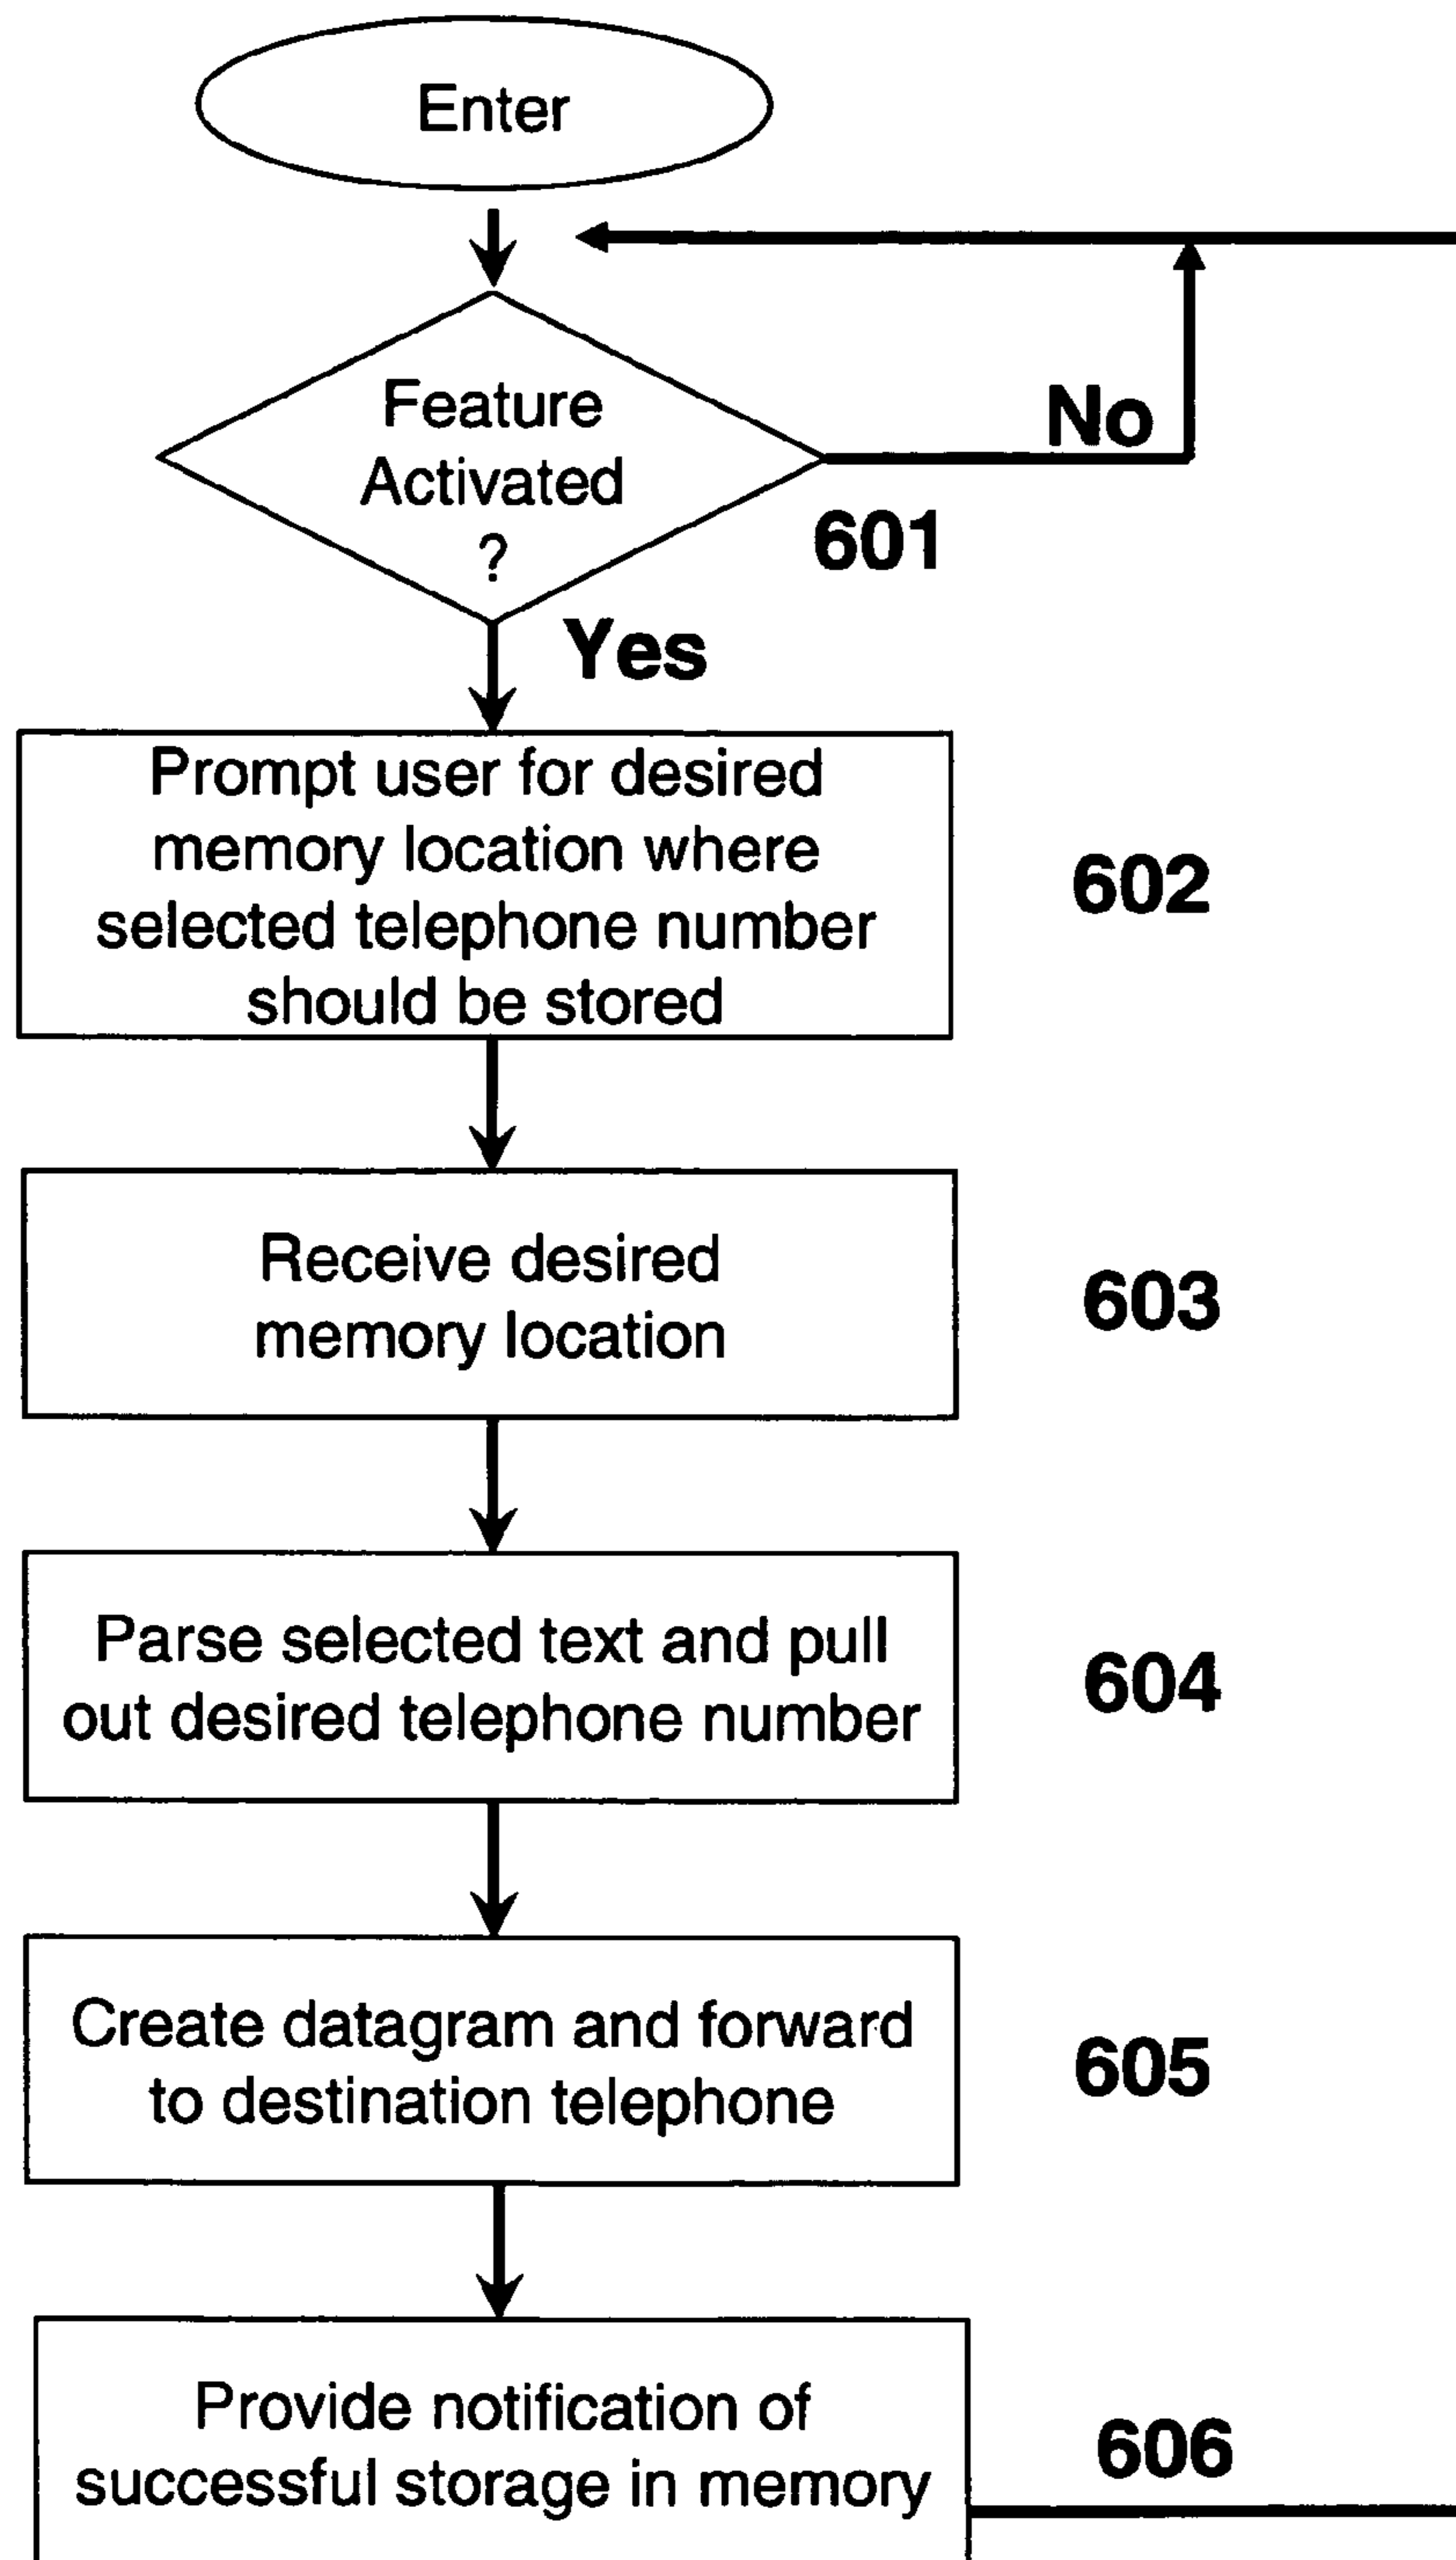 Enter
Feature
Activated
?
No
601
Yes
Prompt user for desired
memory location where
selected telephone number
should be stored
602
Receive desired
memory location
603
Parse selected text and pull
out desired telephone number
604
Create datagram and forward
to destination telephone
605
Provide notification of
successful storage in memory
606